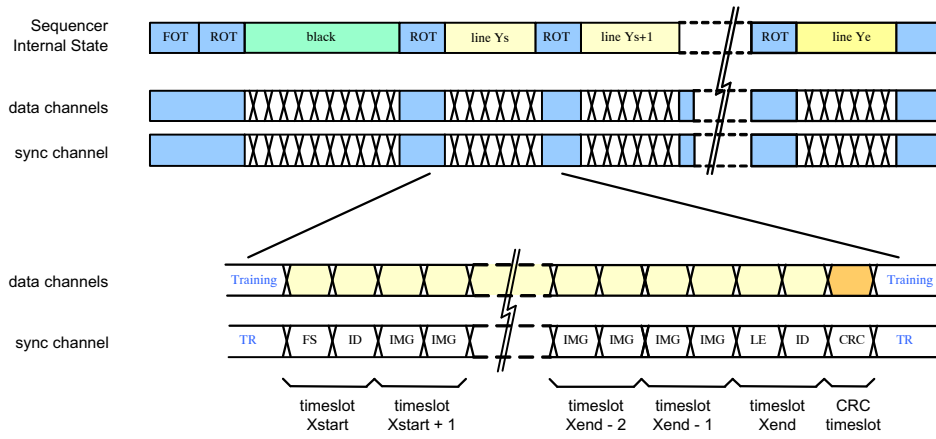 Sequencer
Internal State
FOT ROT black ROT line Ys ROT line Ys+1 ROT line Ye
data channels
sync channel
data channels
Training Training
sync channel
TR FS ID IMG IMG IMG IMG IMG IMG LE ID CRC TR
timeslot timeslot timeslot timeslot timeslot CRC
Xstart Xstart + 1 Xend - 2 Xend - 1 Xend timeslot